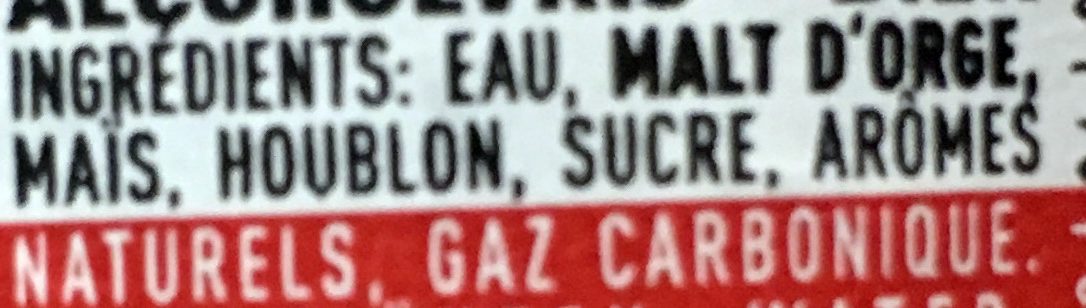 INGRÉDIENTS: EAU, MALT D'ORGE,
MAÏS, HOUBLON, SUCRE, ARÔMES
NATURELS, GAZ CARBONIQUE.